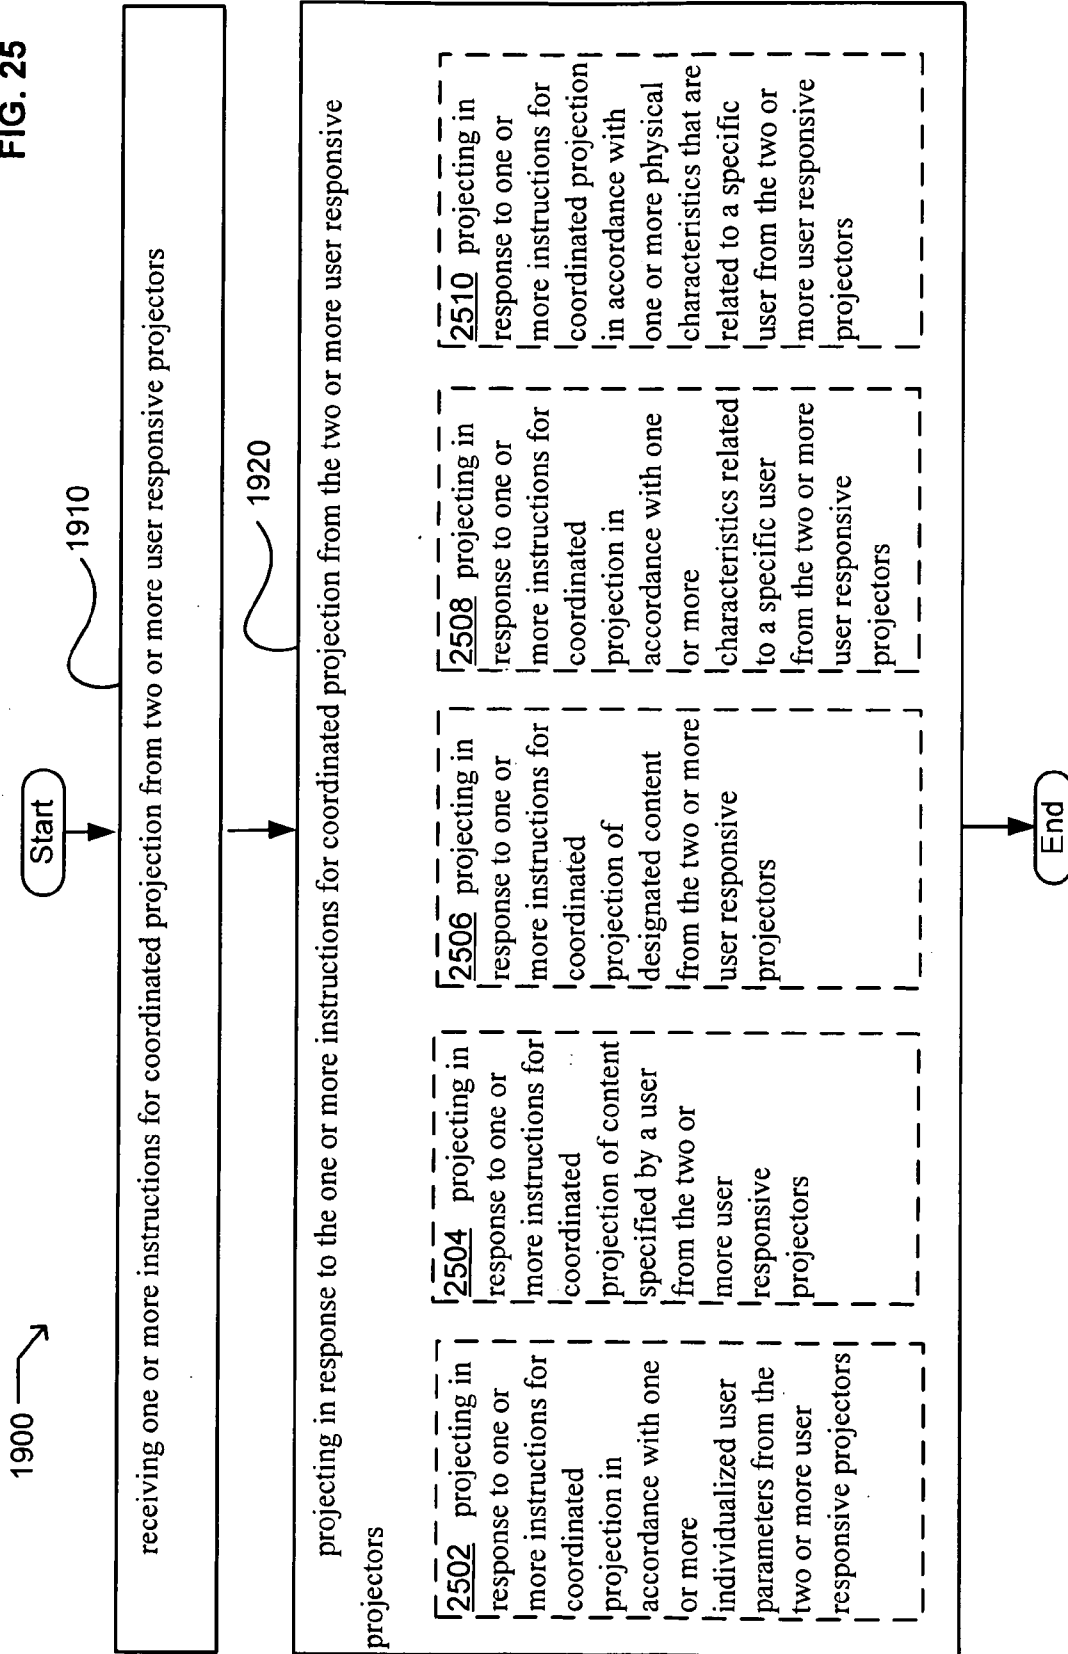 FIG. 25
1900
Start
1910
receiving one or more instructions for coordinated projection from two or more user responsive projectors
1920
projecting in response to the one or more instructions for coordinated projection from the two or more user responsive
projectors
2502 projecting in
response to one or
more instructions for
coordinated
projection in
accordance with one
or more
individualized user
parameters from the
two or more user
responsive projectors
2504 projecting in
response to one or
more instructions for
coordinated
projection of content
specified by a user
from the two or
more user
responsive
projectors
2506 projecting in
response to one or
more instructions for
coordinated
projection of
designated content
from the two or more
user responsive
projectors
2508 projecting in
response to one or
more instructions for
coordinated
projection in
accordance with one
or more
characteristics related
to a specific user
from the two or more
user responsive
projectors
2510 projecting in
response to one or
more instructions for
coordinated projection
in accordance with
one or more physical
characteristics that are
related to a specific
user from the two or
more user responsive
projectors
End